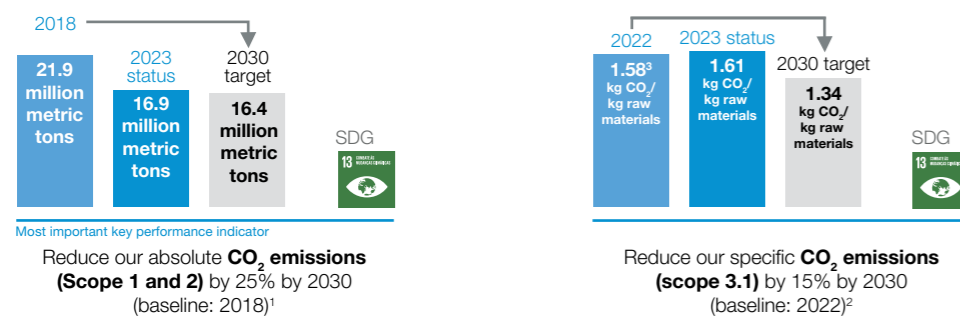 2018
2023
status
2030
target
21.9
million
metric
tons
16.9
million
metric
tons
16.4
million
metric
tons
SDG
13
Most important key performance indicator
Reduce our absolute CO₂ emissions
(Scope 1 and 2) by 25% by 2030
(baseline: 2018)¹
2022
2023 status
2030 target
1.58³
kg CO₂/
kg raw
materials
1.61
kg CO₂/
kg raw
materials
1.34
kg CO₂/
kg raw
materials
SDG
13
Reduce our specific CO₂ emissions
(scope 3.1) by 15% by 2030
(baseline: 2022)²